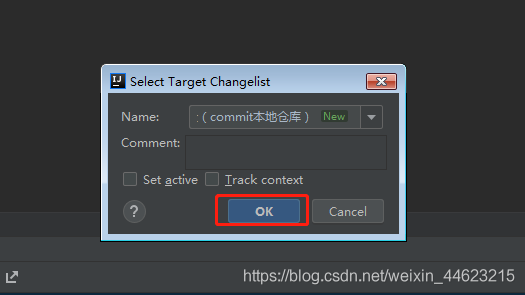 IJ Select Target Changelist
Name: :（commit本地仓库） New
Comment:
Set active Track context
? OK Cancel
https://blog.csdn.net/weixin_44623215